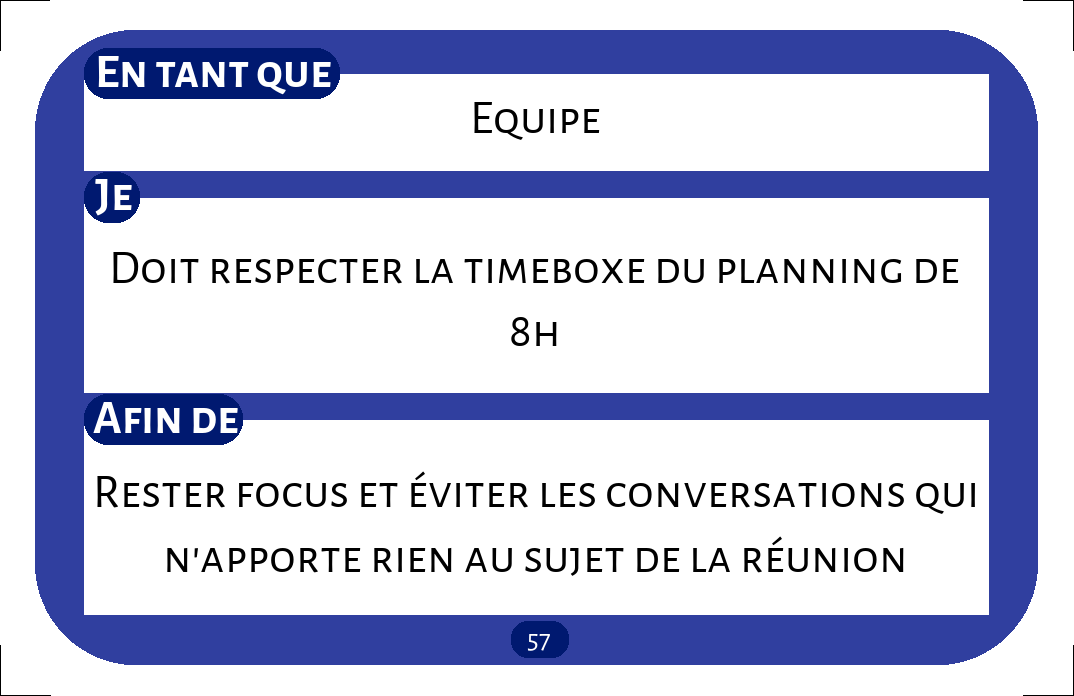 En tant que
Equipe
Je
Doit respecter la timeboxe du planning de
8h
Afin de
Rester focus et éviter les conversations qui
n'apporte rien au sujet de la réunion
57